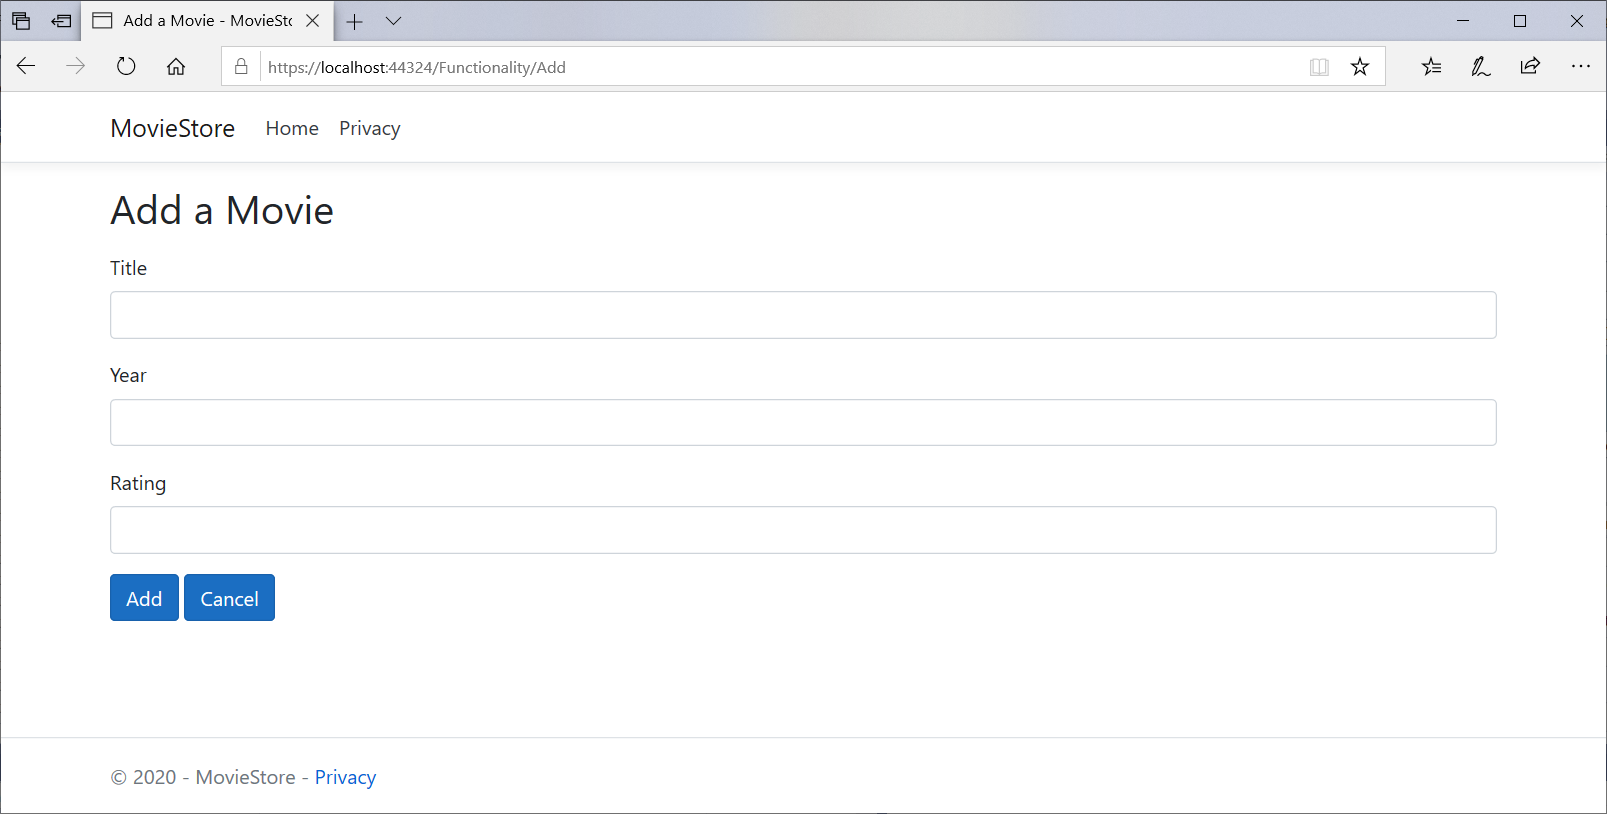 Add a Movie - MovieSto
https://localhost:44324/Functionality/Add
MovieStore Home Privacy
Add a Movie
Title
Year
Rating
Add Cancel
© 2020 - MovieStore - Privacy